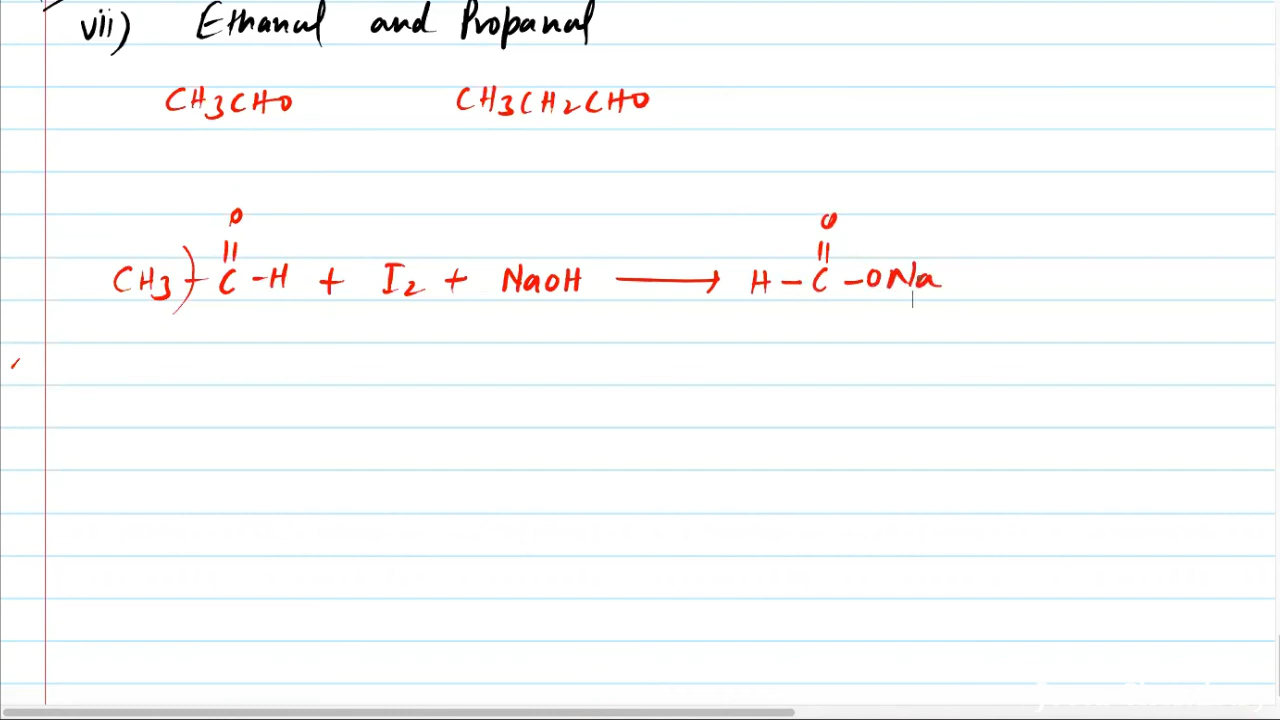 vii) Ethanal and Propanal
CH3CHO CH3CH2CHO
O O
|| ||
CH3)-C-H + I2 + NaOH → H-C-ONa